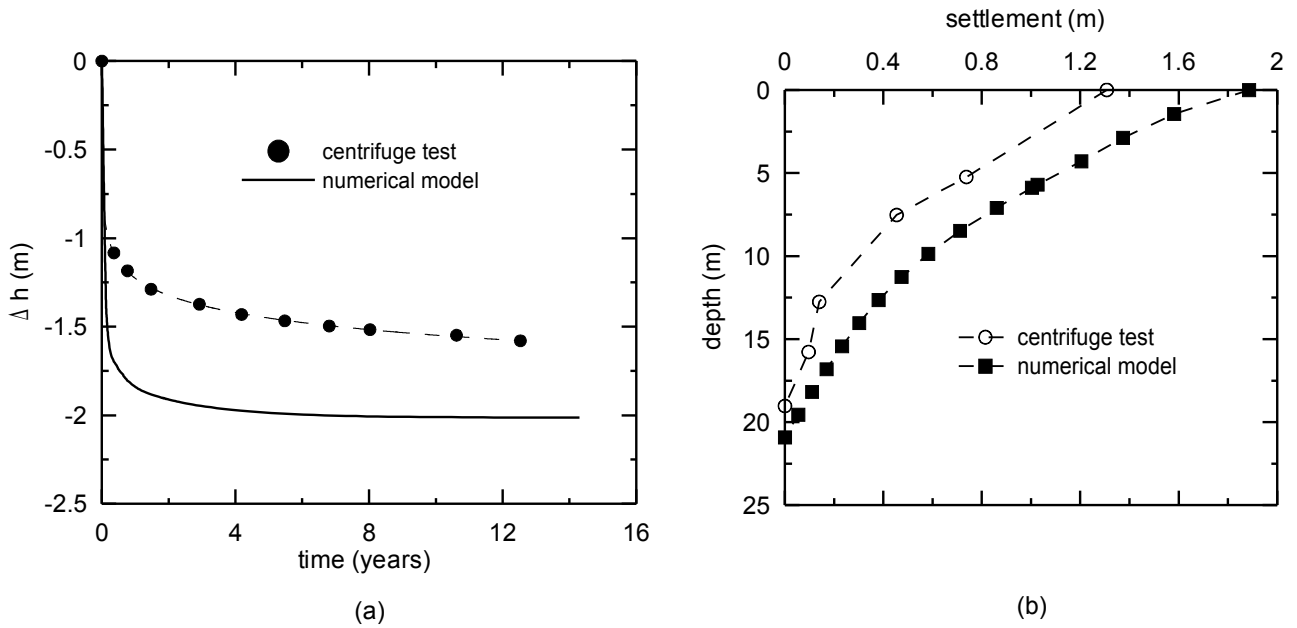 0
-0.5
-1
-1.5
-2
-2.5
Δ h (m)
0 4 8 12 16
time (years)
centrifuge test
numerical model
(a)
settlement (m)
0 0.4 0.8 1.2 1.6 2
0
5
10
15
20
25
depth (m)
centrifuge test
numerical model
(b)